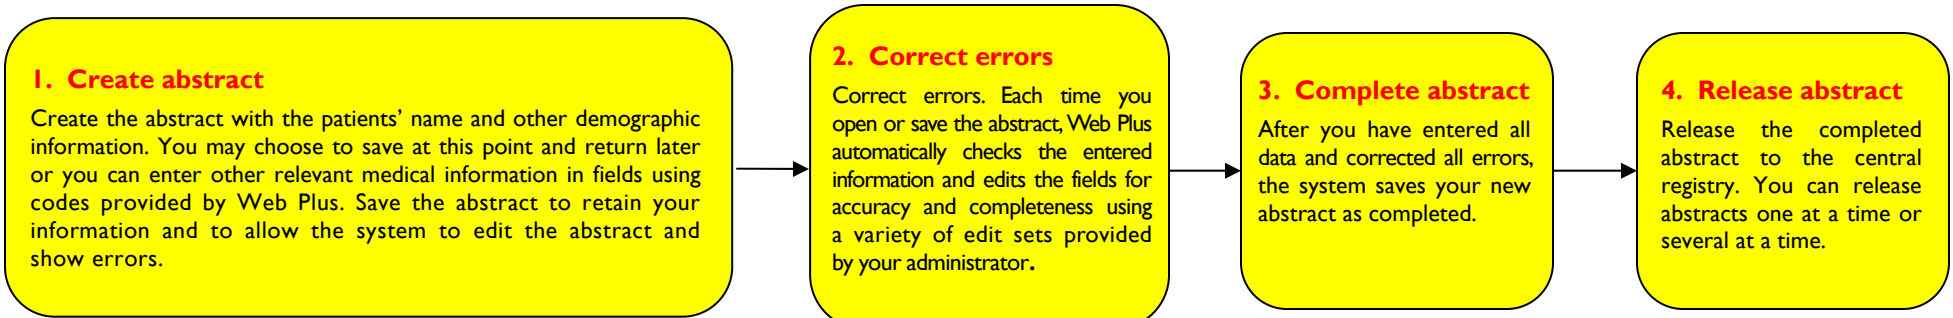 1. Create abstract
Create the abstract with the patients’ name and other demographic
information. You may choose to save at this point and return later
or you can enter other relevant medical information in fields using
codes provided by Web Plus. Save the abstract to retain your
information and to allow the system to edit the abstract and
show errors.
2. Correct errors
Correct errors. Each time you
open or save the abstract, Web Plus
automatically checks the entered
information and edits the fields for
accuracy and completeness using
a variety of edit sets provided
by your administrator.
3. Complete abstract
After you have entered all
data and corrected all errors,
the system saves your new
abstract as completed.
4. Release abstract
Release the completed
abstract to the central
registry. You can release
abstracts one at a time or
several at a time.